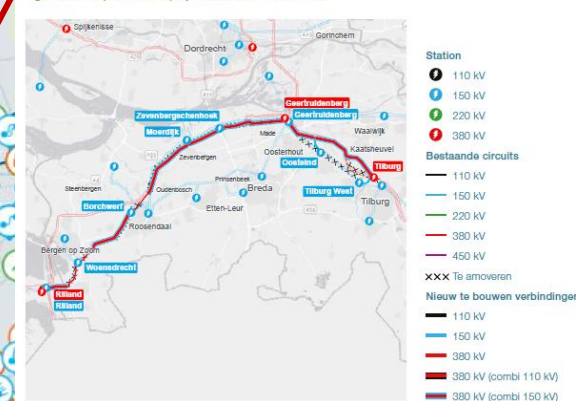 Spijkenisse
Gorinchem
Dordrecht
Geertruidenberg
Zevenbergschenhoek
Geertruidenberg
Moerdijk
Made
Waalwijk
Oosterhout
Kaatsheuvel
Zevenbergen
Oosteind
Tilburg
Prinsenbeek
Steenbergen
Oudenbosch
Breda
Tilburg West
Borchwerf
Etten-Leur
Tilburg
Roosendaal
Bergen op Zoom
Woensdrecht
Rilland
Rilland
Station
110 kV
150 kV
220 kV
380 kV
Bestaande circuits
110 kV
150 kV
220 kV
380 kV
450 kV
xxx Te amoveren
Nieuw te bouwen verbindingen
110 kV
150 kV
380 kV
380 kV (combi 110 kV)
380 kV (combi 150 kV)